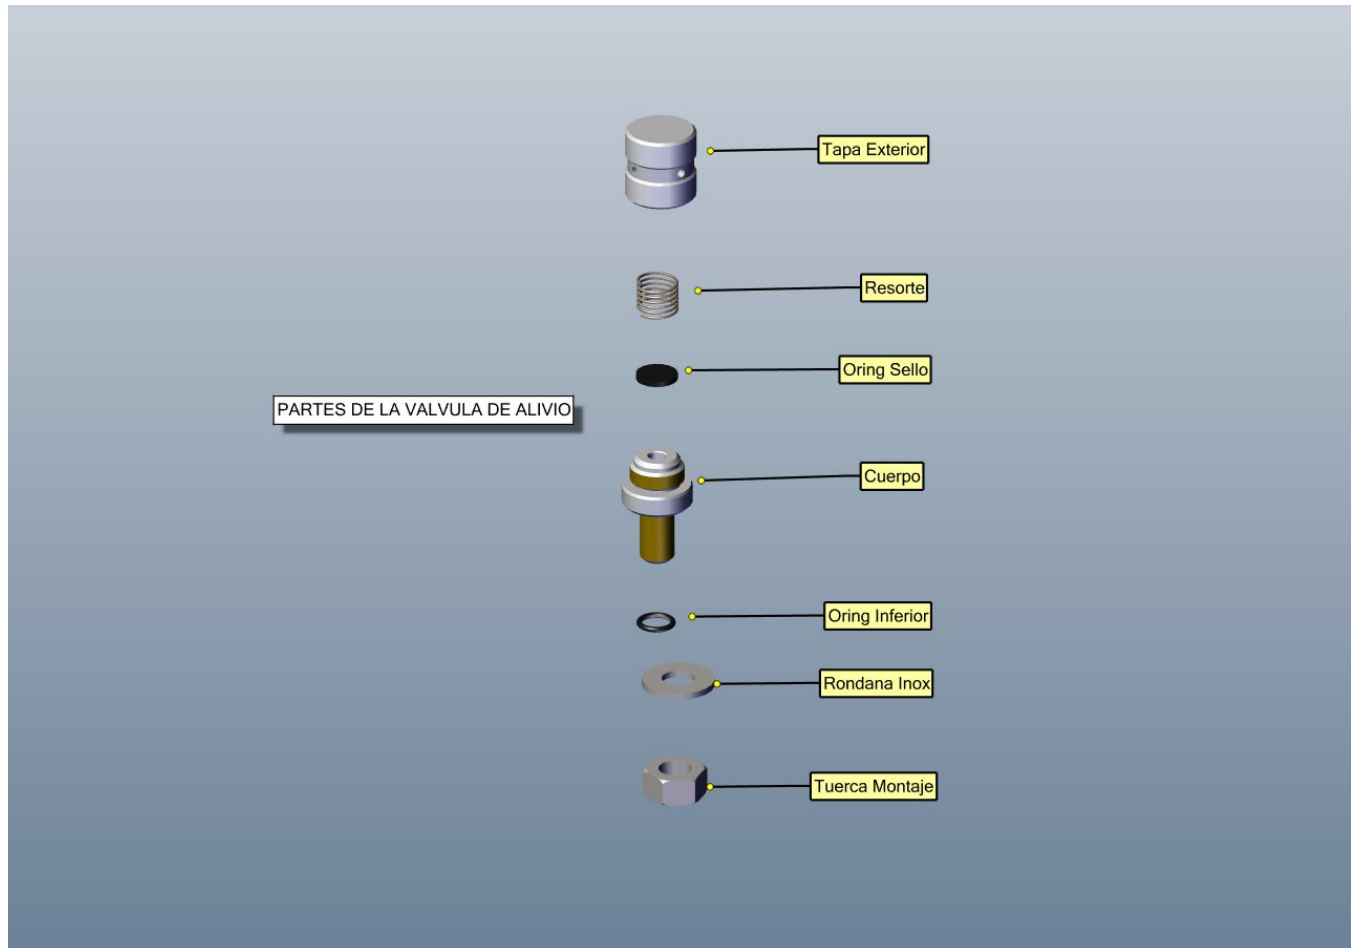 Tapa Exterior
Resorte
Oring Sello
PARTES DE LA VALVULA DE ALIVIO
Cuerpo
Oring Inferior
Rondana Inox
Tuerca Montaje